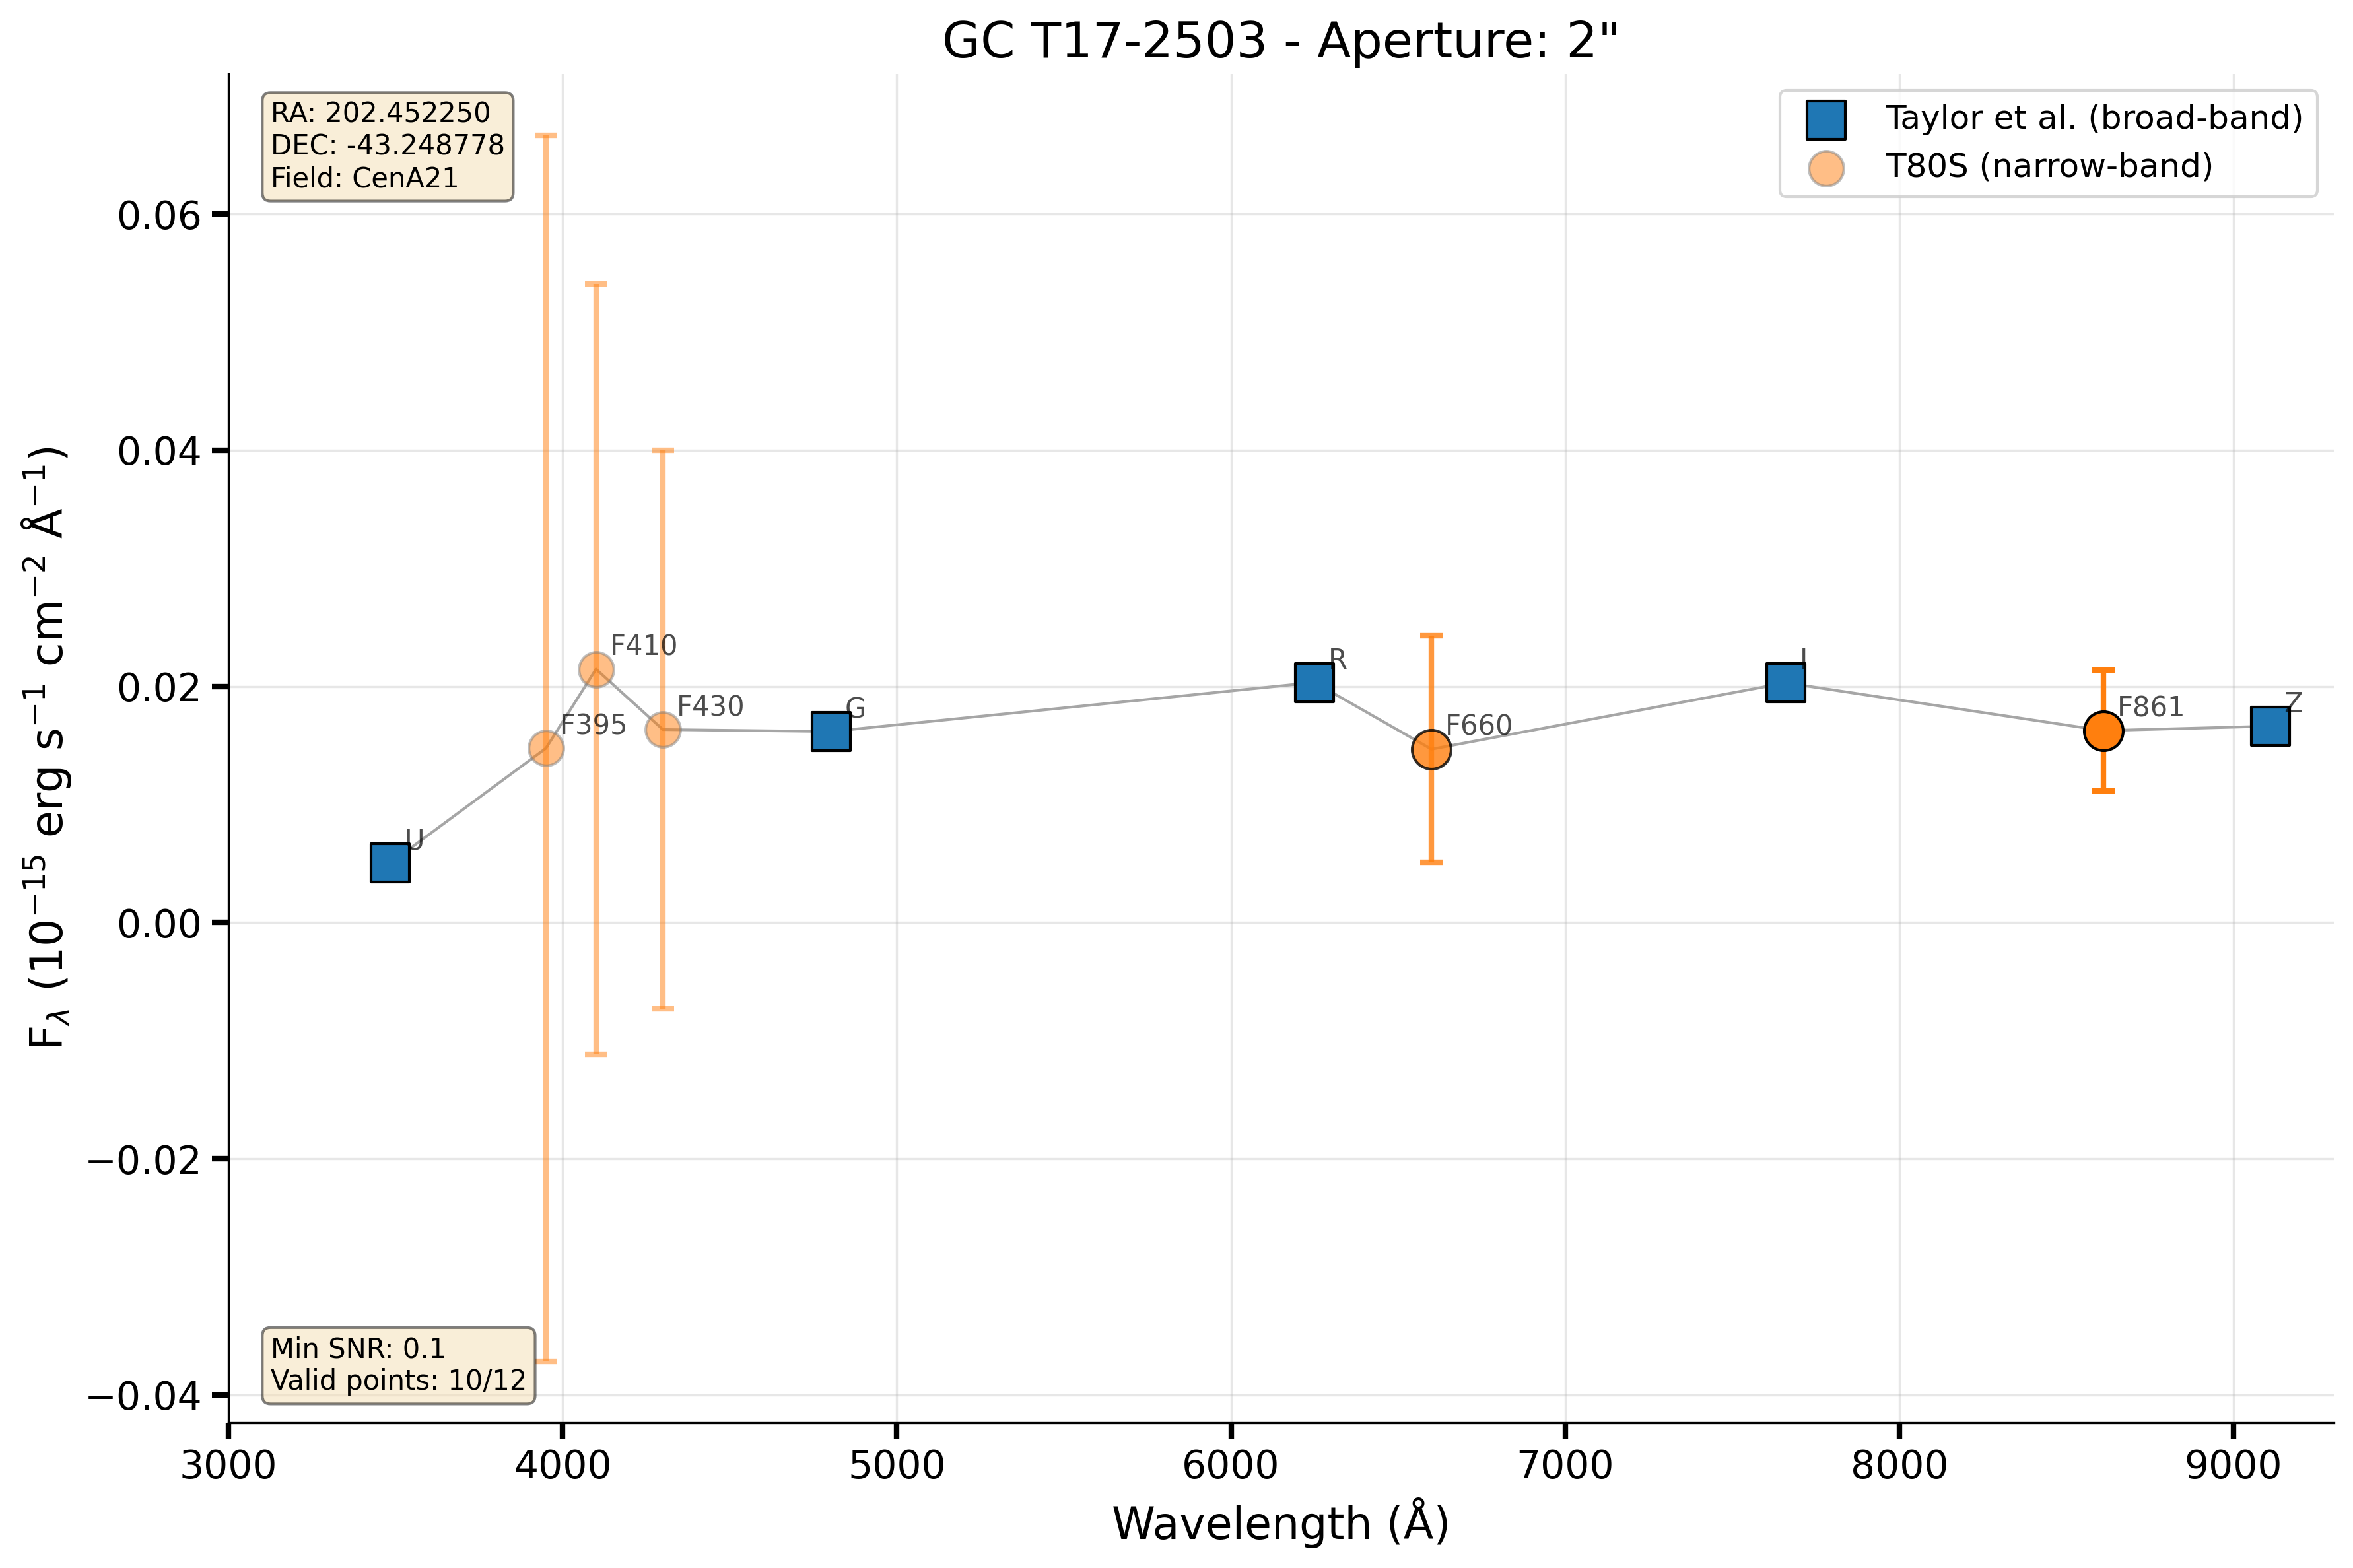 GC T17-2503 - Aperture: 2"
RA: 202.452250
DEC: -43.248778
Field: CenA21
Taylor et al. (broad-band)
T80S (narrow-band)
0.06
0.04
0.02
0.00
−0.02
−0.04
F410
F395
F430
U
G
R
F660
I
F861
Z
Min SNR: 0.1
Valid points: 10/12
3000 4000 5000 6000 7000 8000 9000
Wavelength (Å)
Fλ (10⁻¹⁵ erg s⁻¹ cm⁻² Å⁻¹)